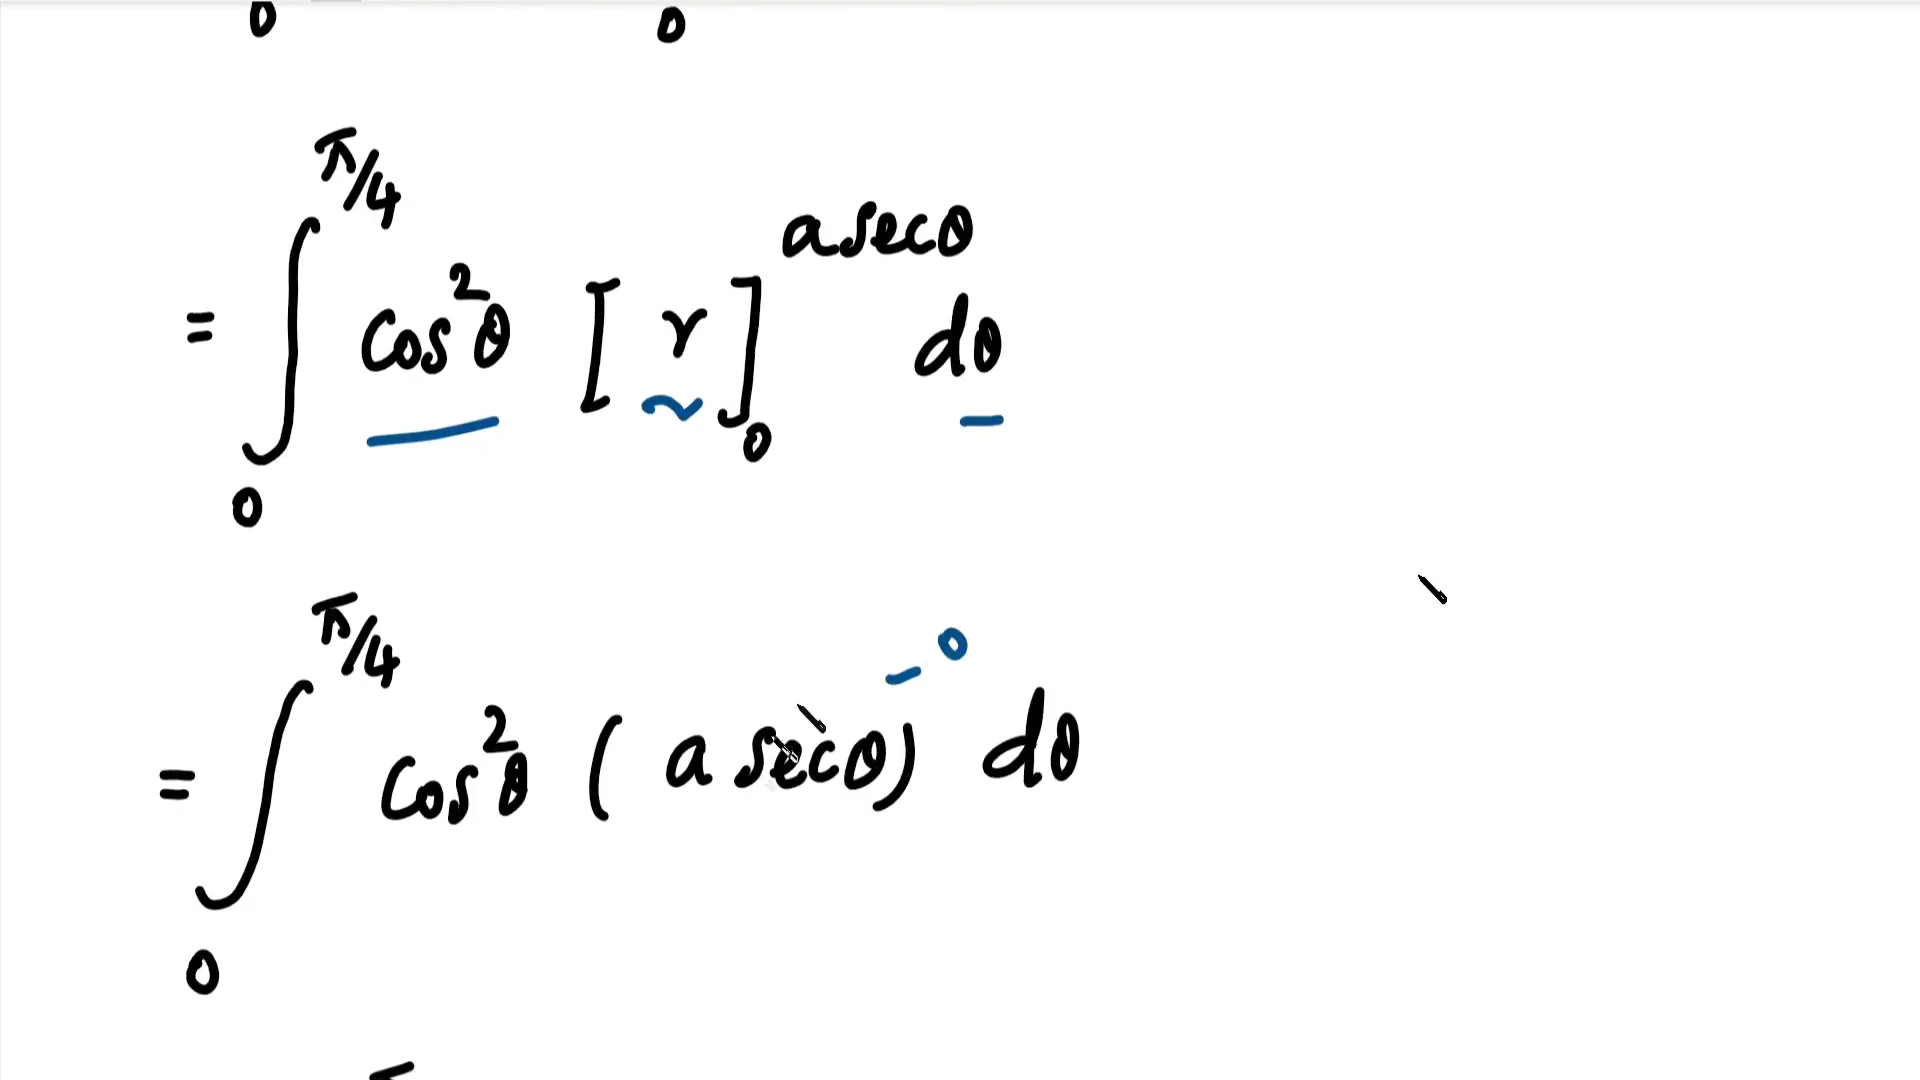 0 0
= ∫₀^{π/4} cos²θ [ r ]₀^{a secθ} dθ
= ∫₀^{π/4} cos²θ ( a secθ ) - 0 dθ